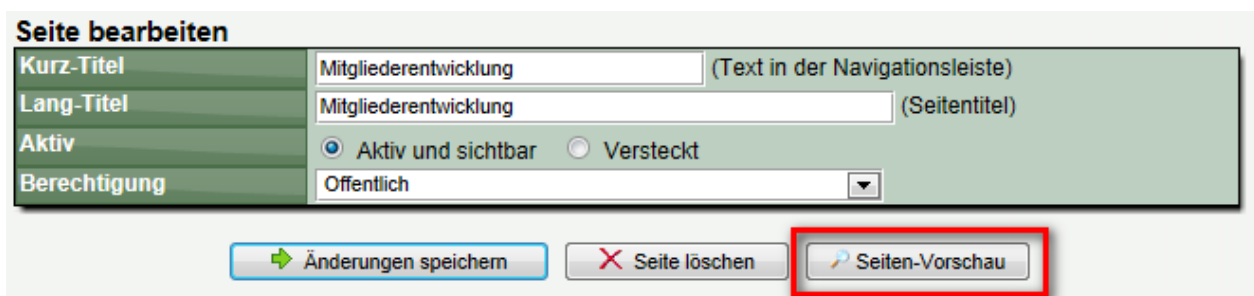 Seite bearbeiten
Kurz-Titel Mitgliederentwicklung (Text in der Navigationsleiste)
Lang-Titel Mitgliederentwicklung (Seitentitel)
Aktiv Aktiv und sichtbar Versteckt
Berechtigung Öffentlich
Änderungen speichern Seite löschen Seiten-Vorschau